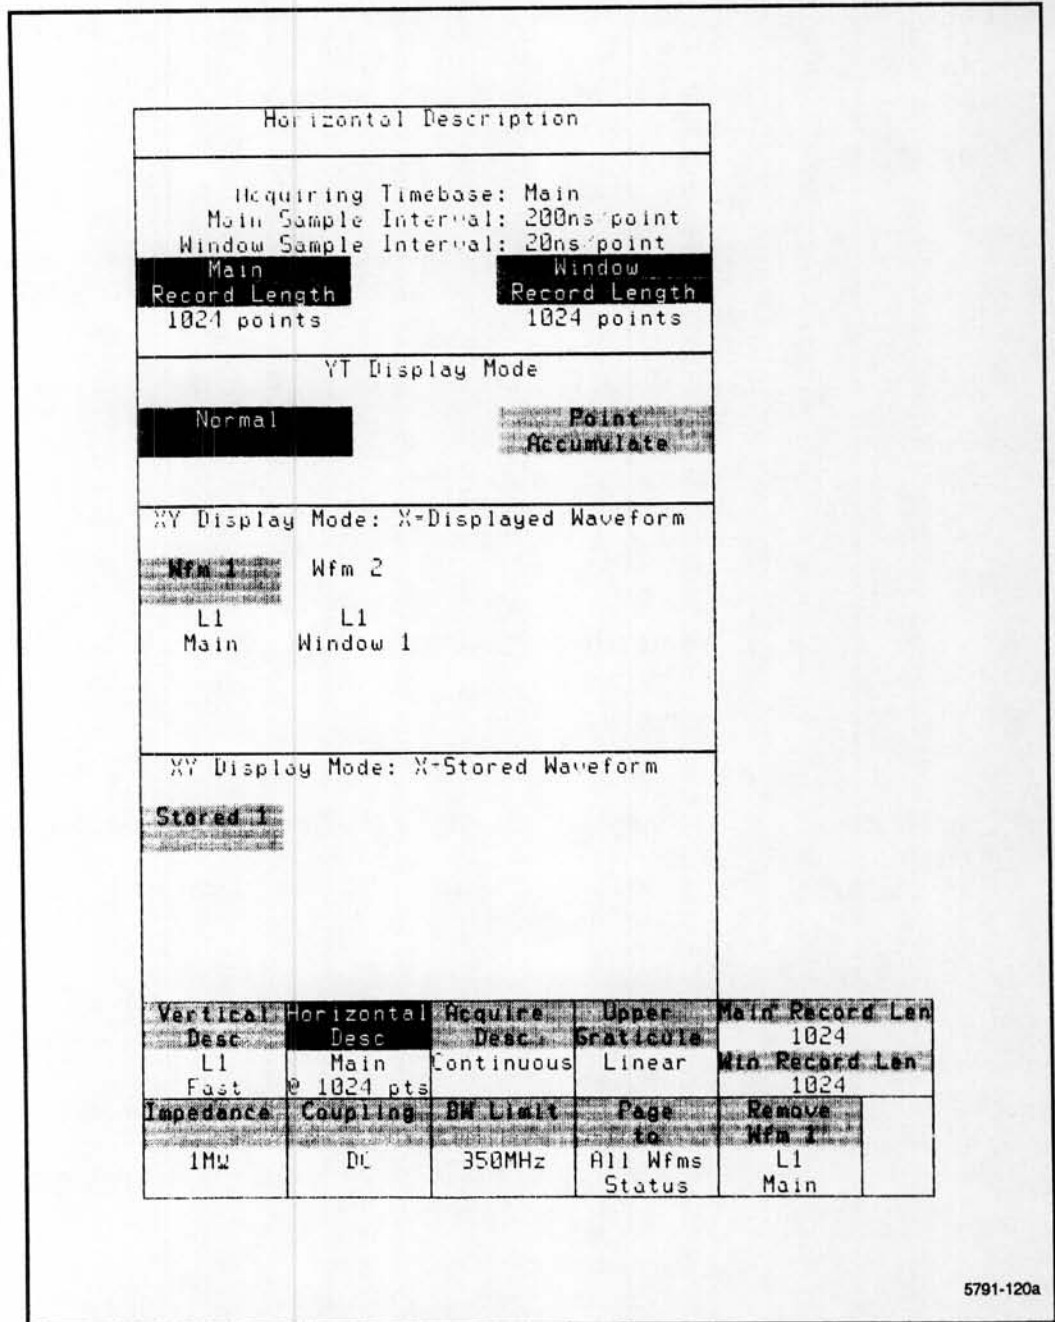 Horizontal Description
Acquiring Timebase: Main
Main Sample Interval: 200ns/point
Window Sample Interval: 20ns/point
Main Window
Record Length Record Length
1024 points 1024 points
YT Display Mode
Normal Point
Accumulate
XY Display Mode: X=Displayed Waveform
Wfm 1 Wfm 2
L1 L1
Main Window 1
XY Display Mode: X=Stored Waveform
Stored 1
Vertical Horizontal Acquire Upper Main Record Len
Desc Desc Desc Graticule 1024
L1 Main Continuous Linear Win Record Len
Fast @ 1024 pts 1024
Impedance Coupling BW Limit Page Remove
to Wfm 1
1MΩ DC 350MHz All Wfms L1
Status Main
5791-120a